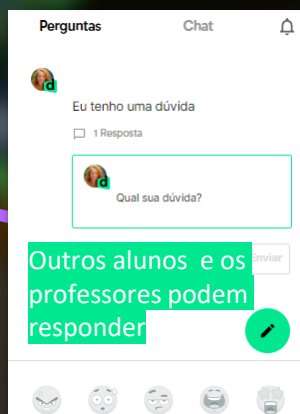 Perguntas Chat
d
Eu tenho uma dúvida
1 Resposta
d
Qual sua dúvida?
Enviar
Outros alunos e os
professores podem
responder